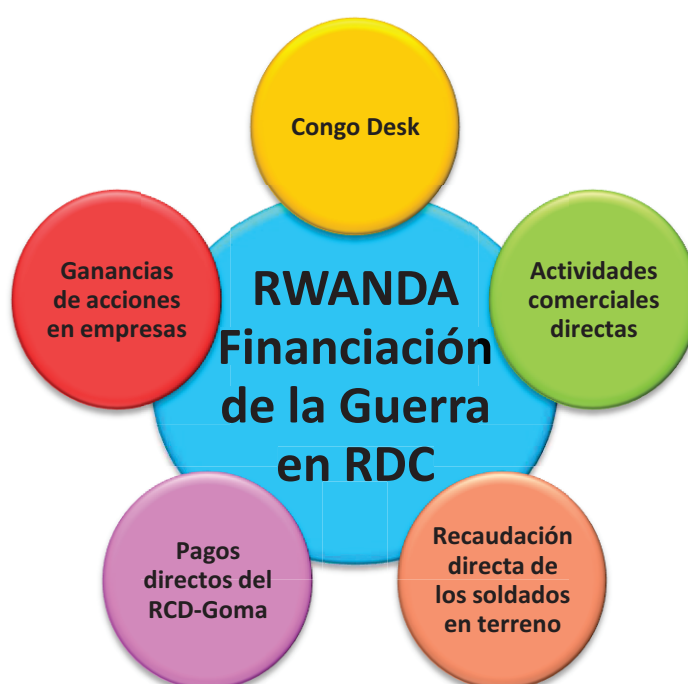 Congo Desk
Ganancias
de acciones
en empresas
RWANDA
Financiación
de la Guerra
en RDC
Actividades
comerciales
directas
Pagos
directos del
RCD-Goma
Recaudación
directa de
los soldados
en terreno